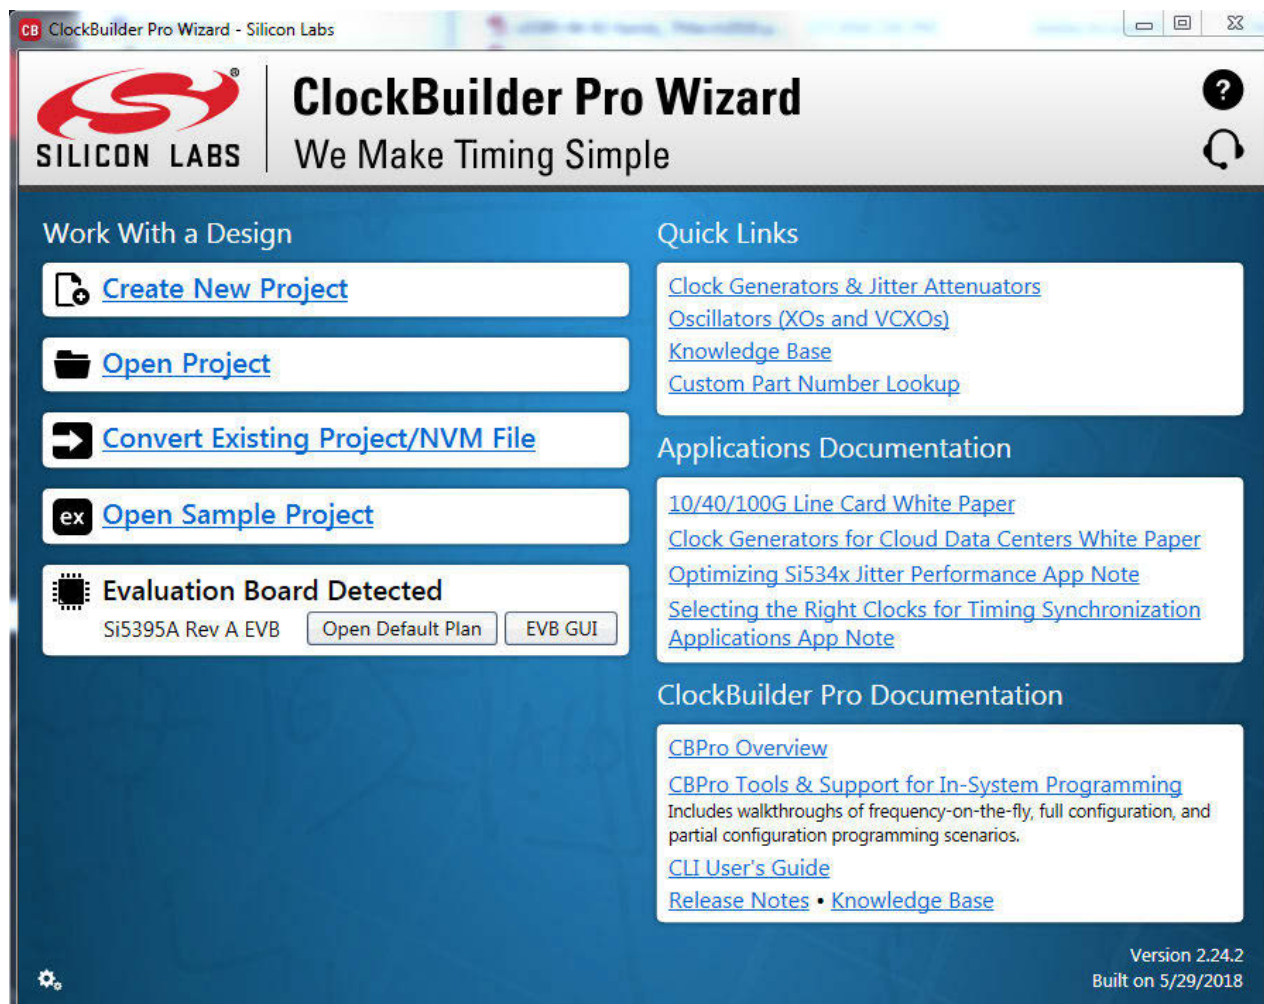 CB ClockBuilder Pro Wizard - Silicon Labs
SILICON LABS
®
ClockBuilder Pro Wizard
We Make Timing Simple
?
Work With a Design
Create New Project
Open Project
Convert Existing Project/NVM File
ex Open Sample Project
Evaluation Board Detected
Si5395A Rev A EVB Open Default Plan EVB GUI
Quick Links
Clock Generators & Jitter Attenuators
Oscillators (XOs and VCXOs)
Knowledge Base
Custom Part Number Lookup
Applications Documentation
10/40/100G Line Card White Paper
Clock Generators for Cloud Data Centers White Paper
Optimizing Si534x Jitter Performance App Note
Selecting the Right Clocks for Timing Synchronization
Applications App Note
ClockBuilder Pro Documentation
CBPro Overview
CBPro Tools & Support for In-System Programming
Includes walkthroughs of frequency-on-the-fly, full configuration, and
partial configuration programming scenarios.
CLI User's Guide
Release Notes • Knowledge Base
Version 2.24.2
Built on 5/29/2018